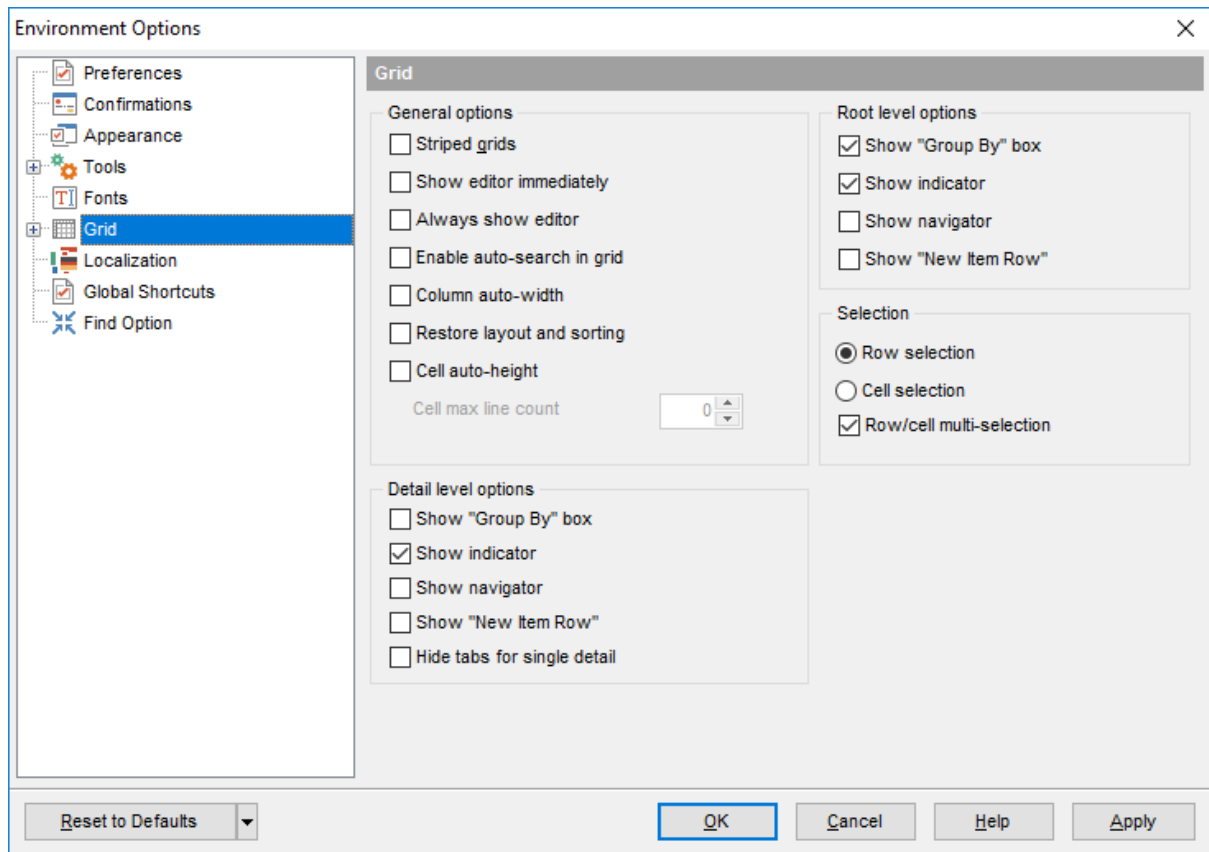 Environment Options
Preferences
Confirmations
Appearance
Tools
Fonts
Grid
Localization
Global Shortcuts
Find Option
Grid
General options
Striped grids
Show editor immediately
Always show editor
Enable auto-search in grid
Column auto-width
Restore layout and sorting
Cell auto-height
Cell max line count 0
Root level options
Show "Group By" box
Show indicator
Show navigator
Show "New Item Row"
Selection
Row selection
Cell selection
Row/cell multi-selection
Detail level options
Show "Group By" box
Show indicator
Show navigator
Show "New Item Row"
Hide tabs for single detail
Reset to Defaults OK Cancel Help Apply